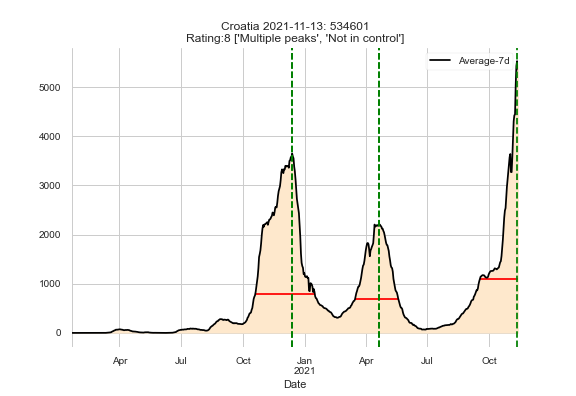 Croatia 2021-11-13: 534601
Rating:8 ['Multiple peaks', 'Not in control']
Average-7d
5000
4000
3000
2000
1000
0
Apr Jul Oct Jan Apr Jul Oct
2021
Date